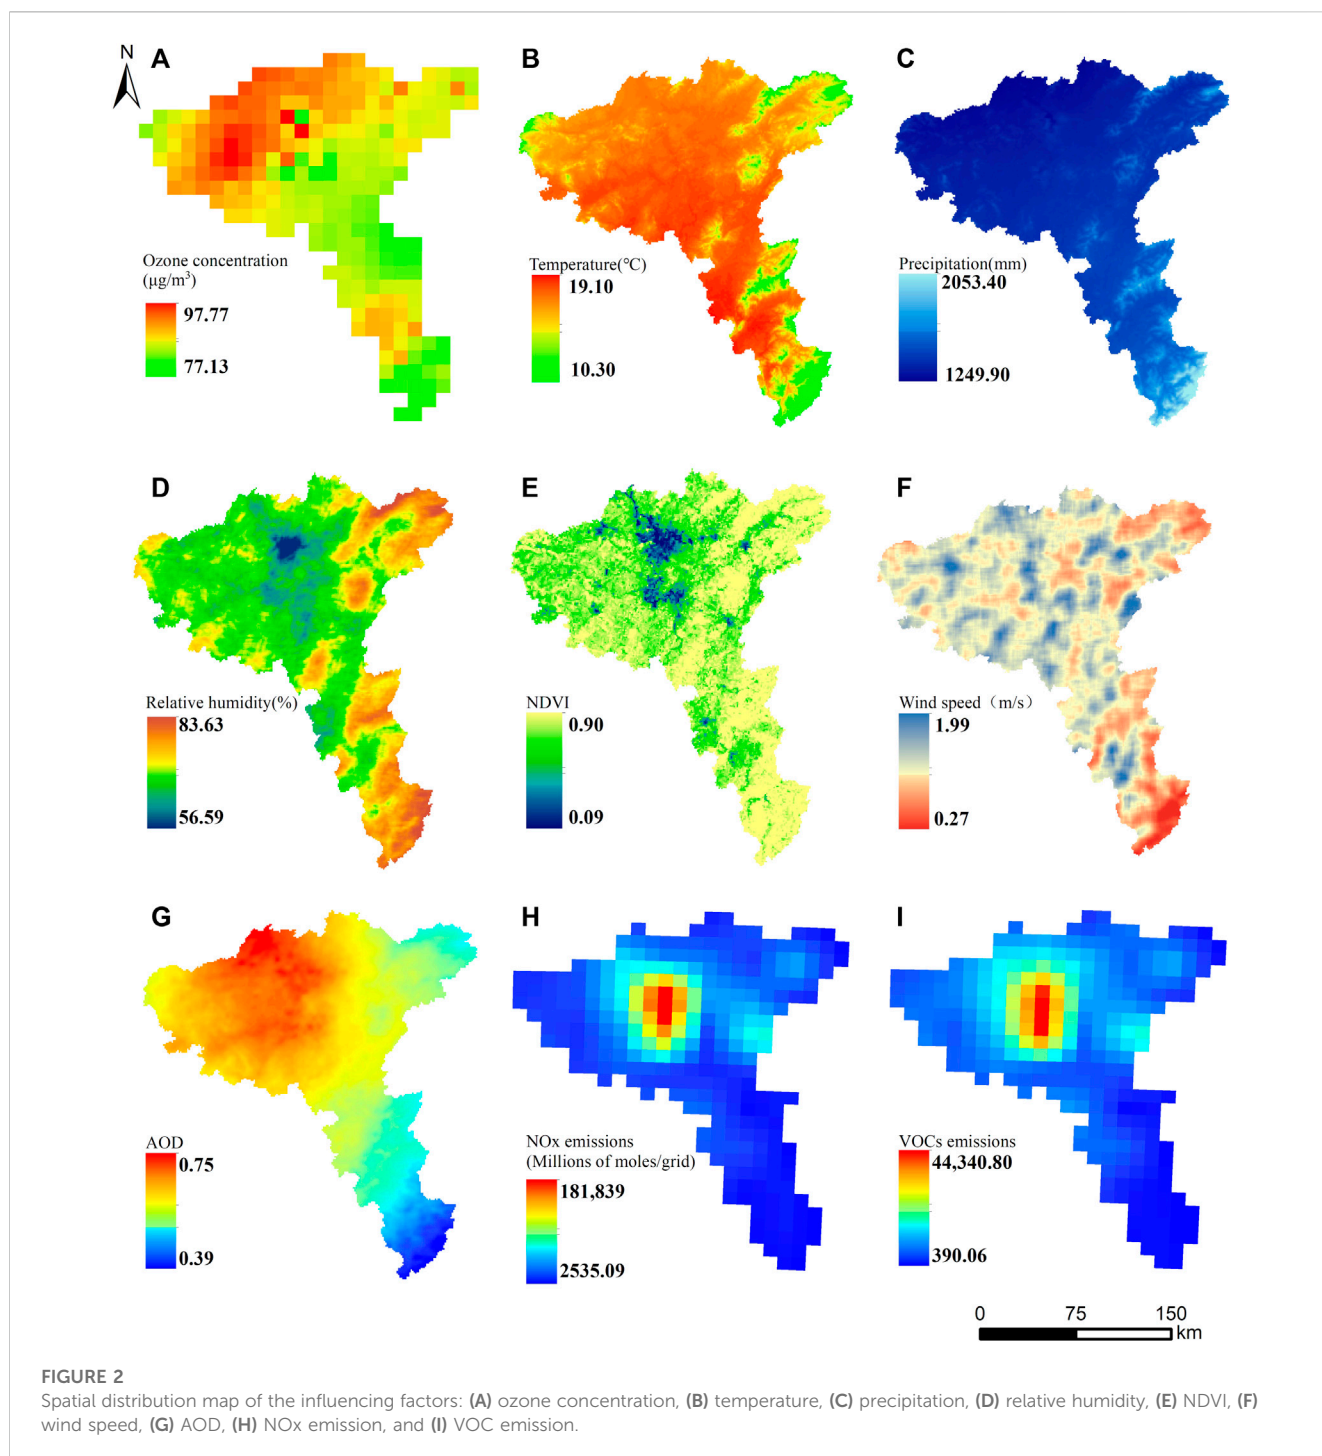 N
A
Ozone concentration
(μg/m³)
97.77
77.13
B
Temperature(℃)
19.10
10.30
C
Precipitation(mm)
2053.40
1249.90
D
Relative humidity(%)
83.63
56.59
E
NDVI
0.90
0.09
F
Wind speed（m/s）
1.99
0.27
G
AOD
0.75
0.39
H
NOx emissions
(Millions of moles/grid)
181,839
2535.09
I
VOCs emissions
44,340.80
390.06
0 75 150
km
FIGURE 2
Spatial distribution map of the influencing factors: (A) ozone concentration, (B) temperature, (C) precipitation, (D) relative humidity, (E) NDVI, (F)
wind speed, (G) AOD, (H) NOx emission, and (I) VOC emission.